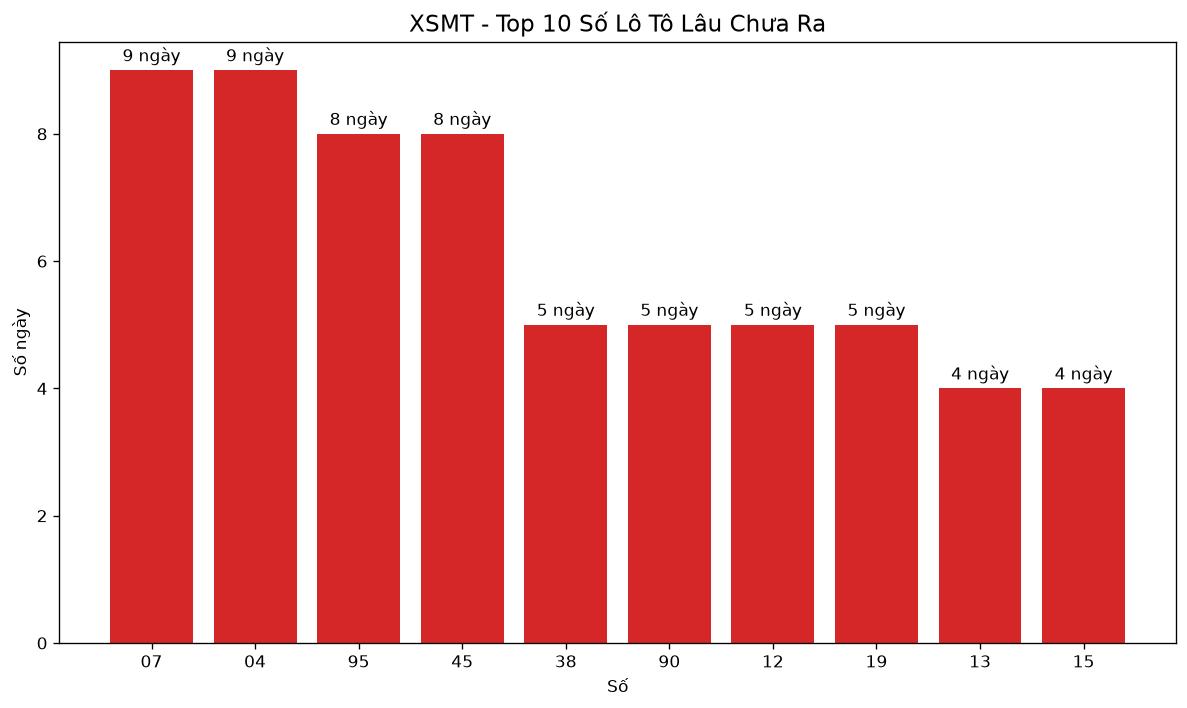 XSMT - Top 10 Số Lô Tô Lâu Chưa Ra
9 ngày 9 ngày 8 ngày 8 ngày 5 ngày 5 ngày 5 ngày 5 ngày 4 ngày 4 ngày
Số ngày
8
6
4
2
0
07 04 95 45 38 90 12 19 13 15
Số